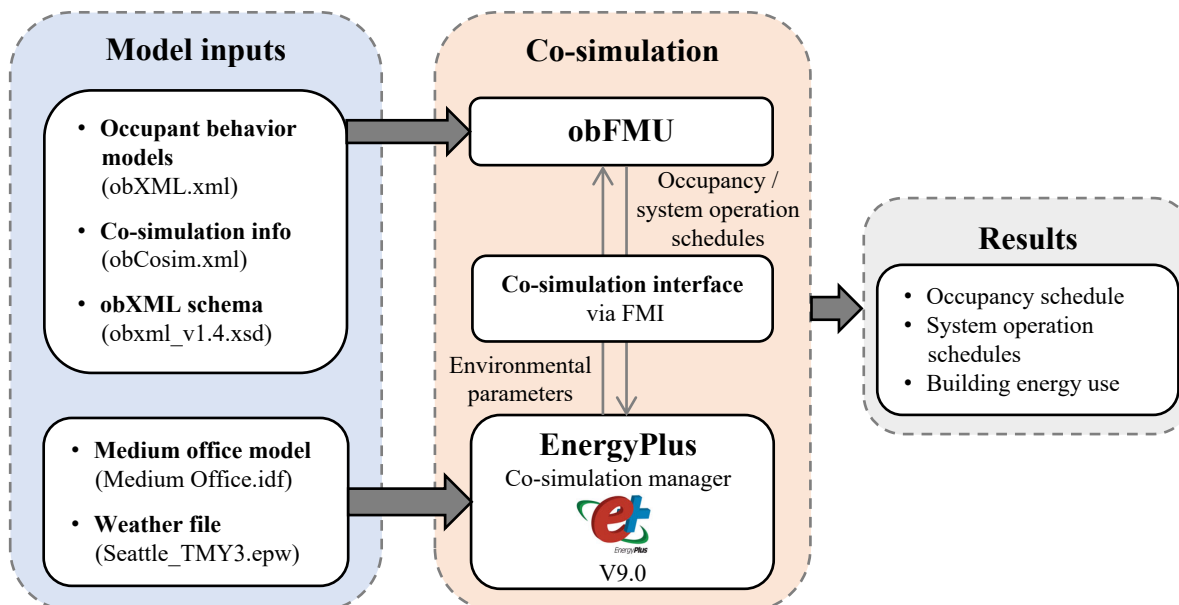 Model inputs
• Occupant behavior
models
(obXML.xml)
• Co-simulation info
(obCosim.xml)
• obXML schema
(obxml_v1.4.xsd)
• Medium office model
(Medium Office.idf)
• Weather file
(Seattle_TMY3.epw)
Co-simulation
obFMU
Occupancy /
system operation
schedules
Co-simulation interface
via FMI
Environmental
parameters
EnergyPlus
Co-simulation manager
e+
EnergyPlus
V9.0
Results
• Occupancy schedule
• System operation
schedules
• Building energy use